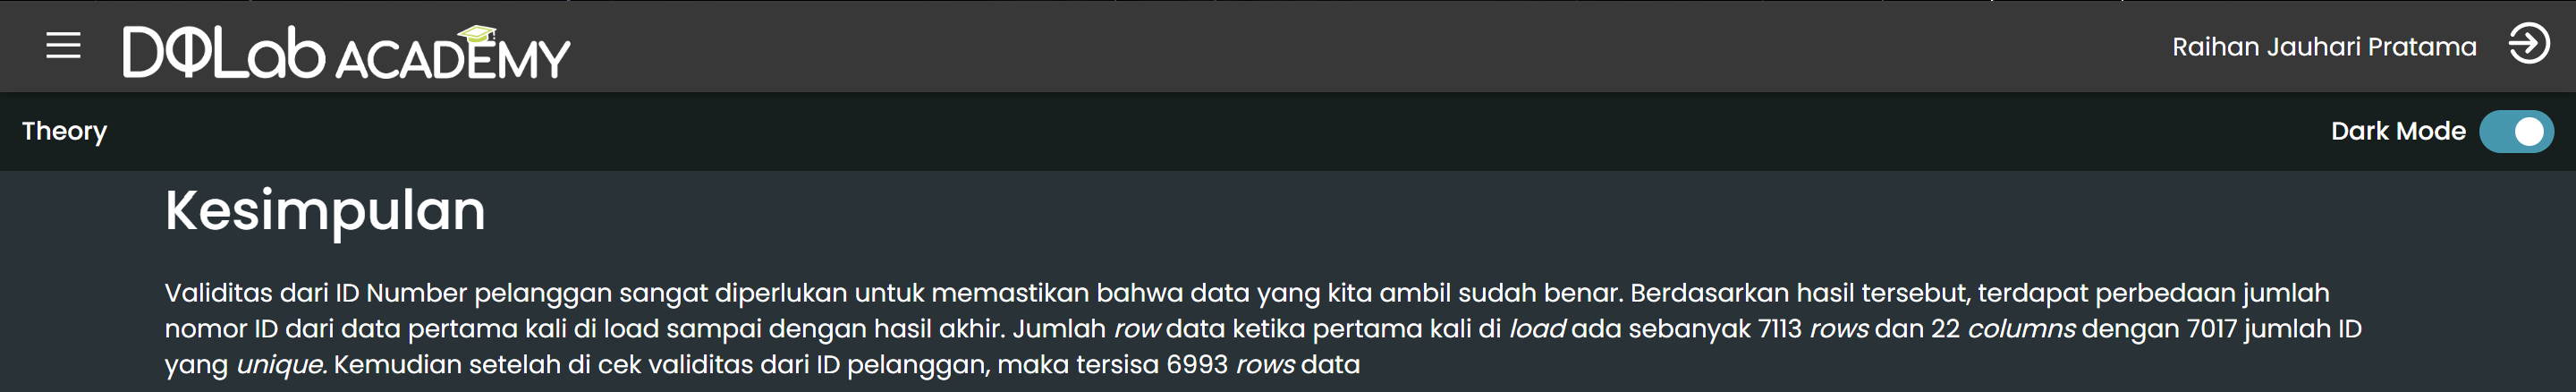 DQLab ACADEMY
Raihan Jauhari Pratama
Theory
Dark Mode
Kesimpulan
Validitas dari ID Number pelanggan sangat diperlukan untuk memastikan bahwa data yang kita ambil sudah benar. Berdasarkan hasil tersebut, terdapat perbedaan jumlah
nomor ID dari data pertama kali di load sampai dengan hasil akhir. Jumlah row data ketika pertama kali di load ada sebanyak 7113 rows dan 22 columns dengan 7017 jumlah ID
yang unique. Kemudian setelah di cek validitas dari ID pelanggan, maka tersisa 6993 rows data